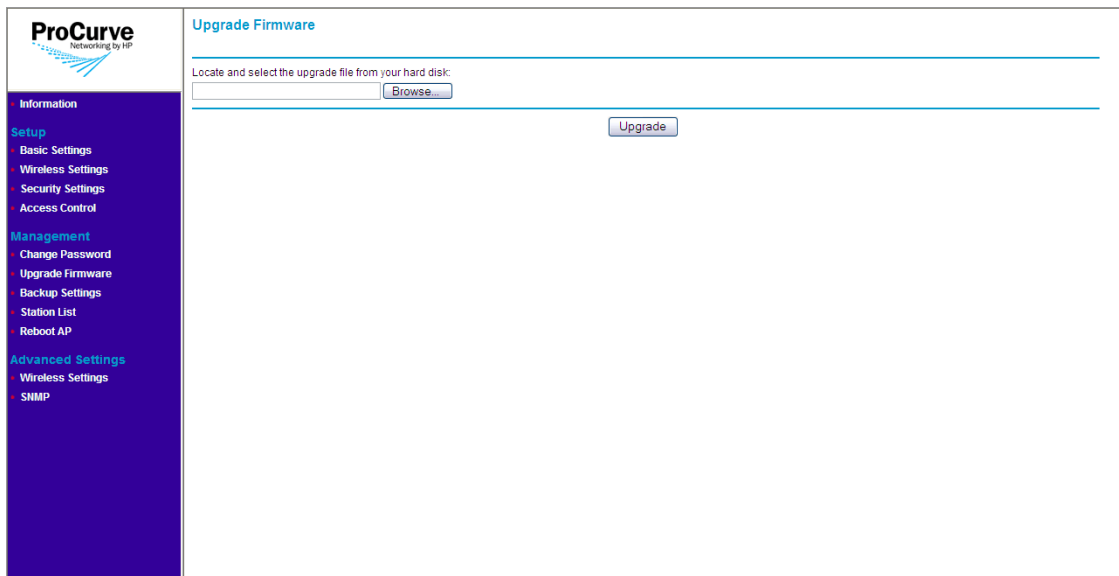 ProCurve
Networking by HP
Information
Setup
Basic Settings
Wireless Settings
Security Settings
Access Control
Management
Change Password
Upgrade Firmware
Backup Settings
Station List
Reboot AP
Advanced Settings
Wireless Settings
SNMP
Upgrade Firmware
Locate and select the upgrade file from your hard disk:
Browse...
Upgrade